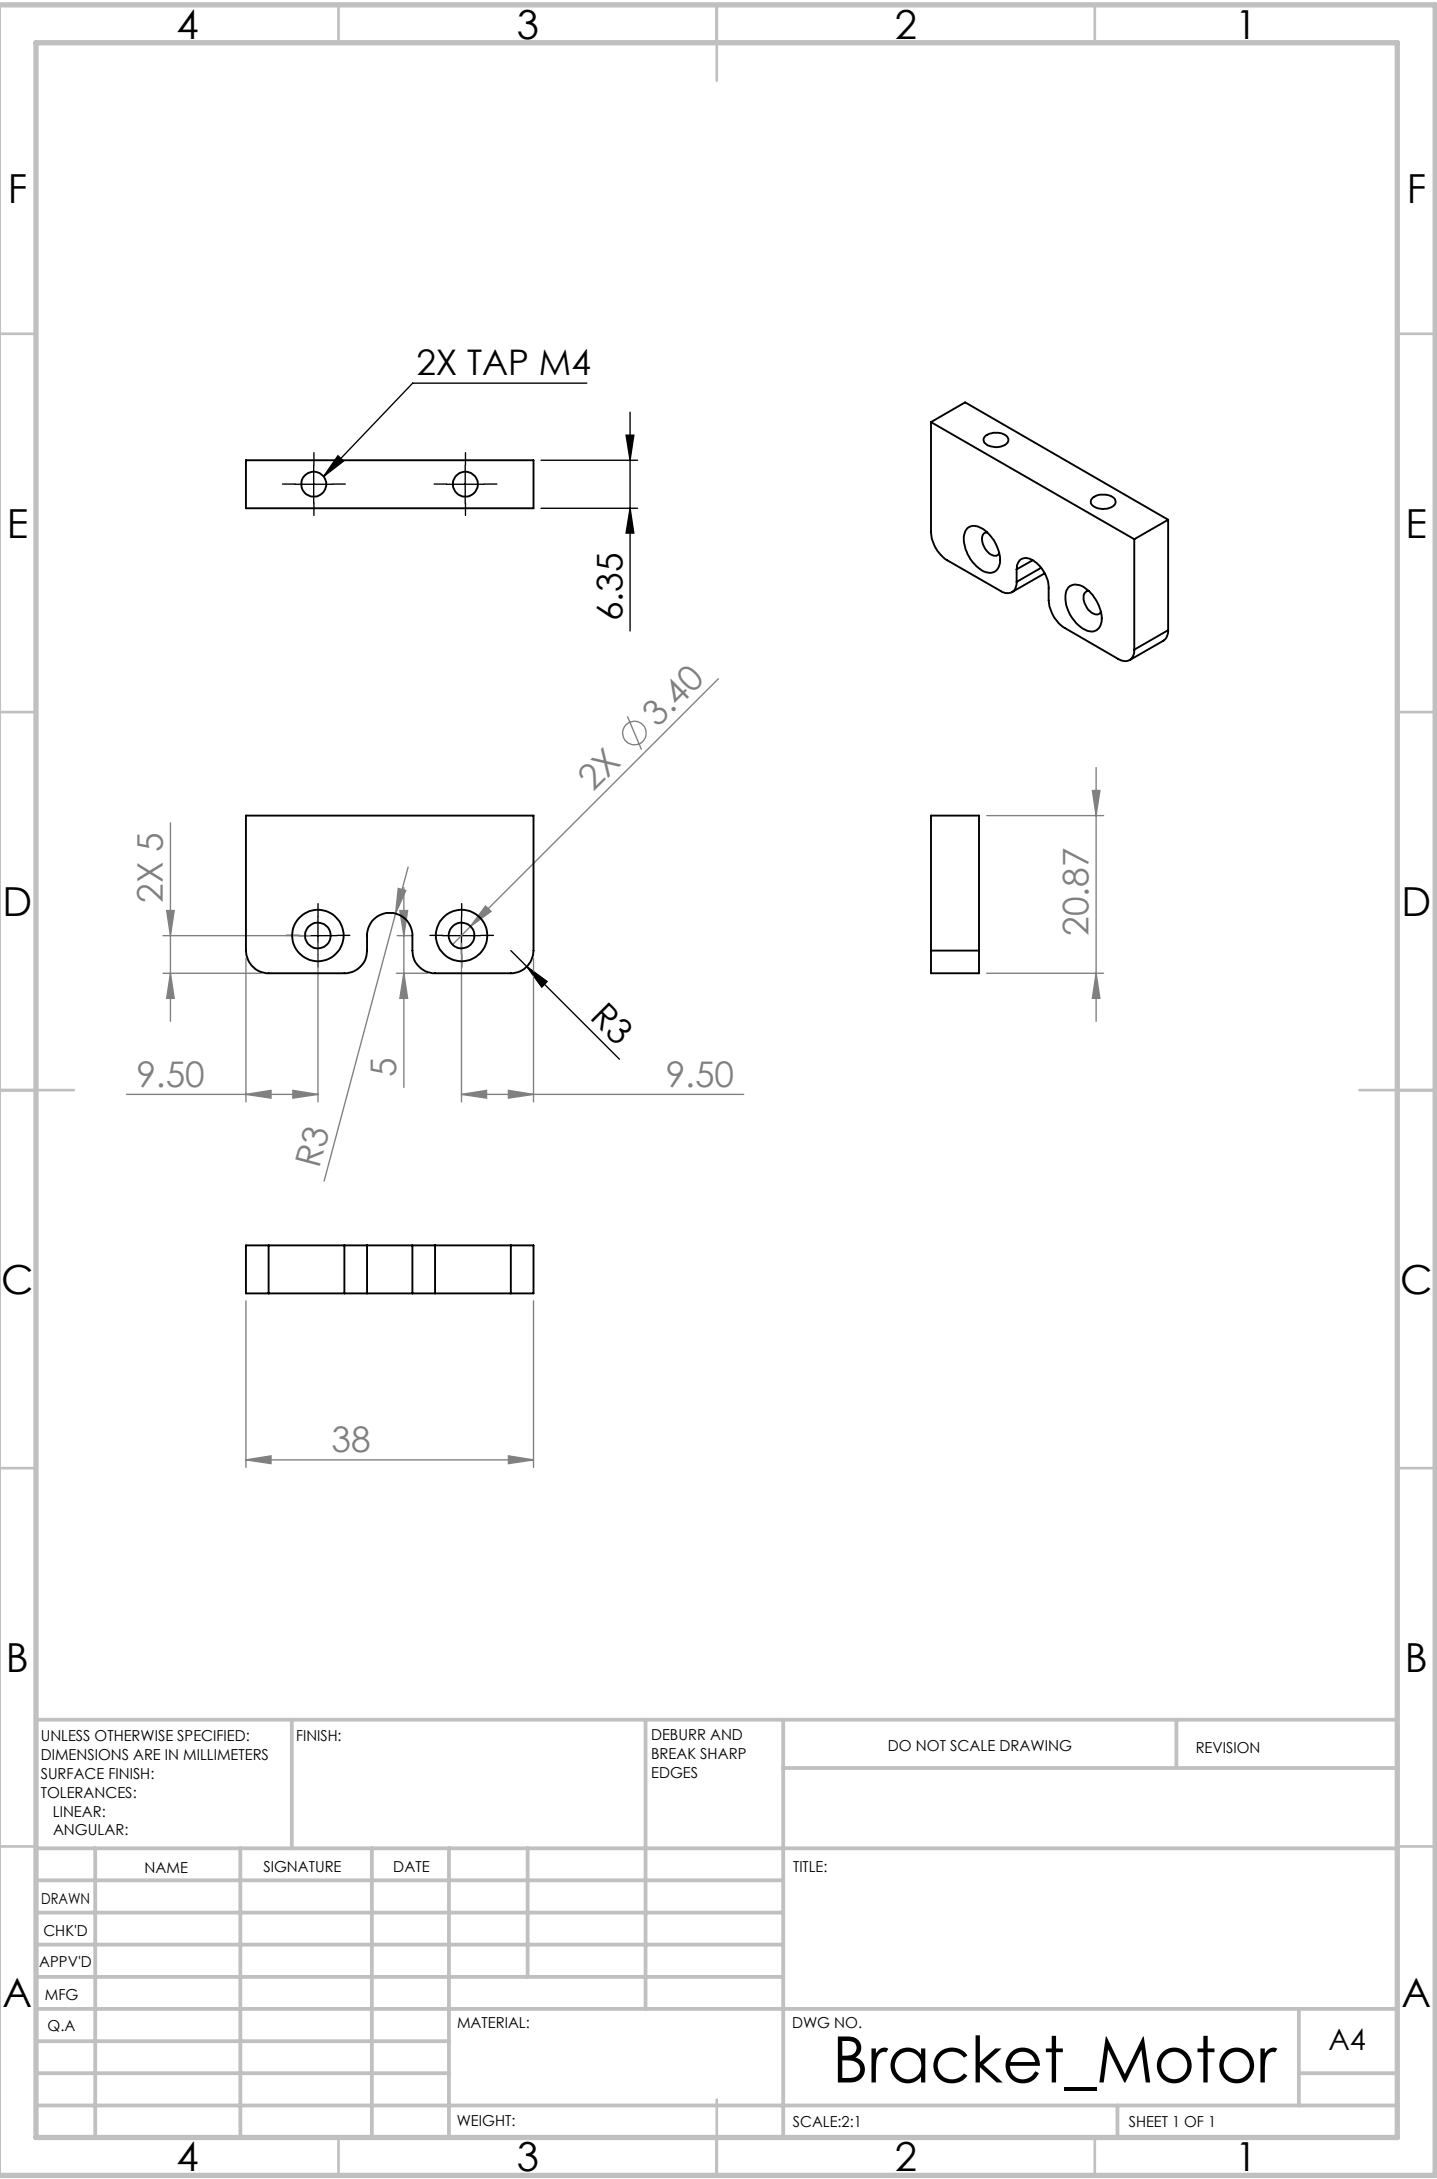 4 3 2 1
F F
2X TAP M4
E E
6.35
2X ⌀3.40
2X 5
20.87
D D
R3
9.50 5 9.50
R3
C C
38
B B
UNLESS OTHERWISE SPECIFIED:
DIMENSIONS ARE IN MILLIMETERS
SURFACE FINISH:
TOLERANCES:
LINEAR:
ANGULAR:
FINISH:
DEBURR AND
BREAK SHARP
EDGES
DO NOT SCALE DRAWING
REVISION
NAME SIGNATURE DATE
TITLE:
DRAWN
CHK'D
APPV'D
MFG
A A
Q.A
MATERIAL:
DWG NO.
Bracket_Motor
A4
WEIGHT:
SCALE:2:1
SHEET 1 OF 1
4 3 2 1